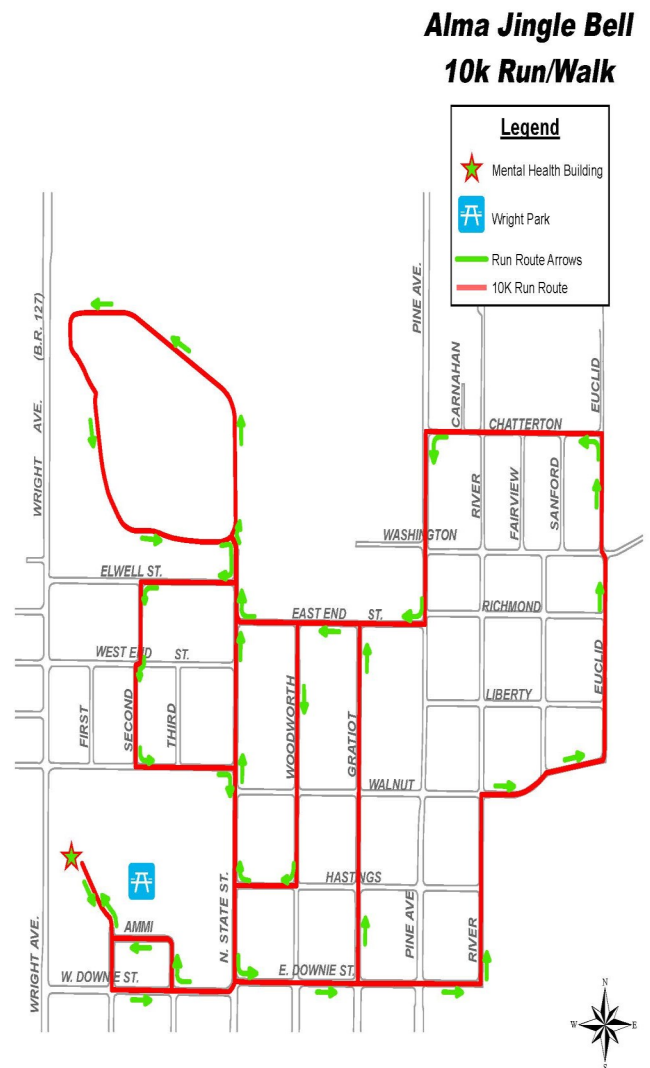 Alma Jingle Bell
10k Run/Walk
Legend
Mental Health Building
Wright Park
Run Route Arrows
10K Run Route
WRIGHT AVE. (B.R. 127)
PINE AVE.
CARNAHAN
EUCLID
CHATTERTON
RIVER
FAIRVIEW
SANFORD
WASHINGTON
ELWELL ST.
EAST END ST.
RICHMOND
WEST END ST.
FIRST
SECOND
THIRD
WOODWORTH
GRATIOT
LIBERTY
EUCLID
WALNUT
HASTINGS
AMMI
N. STATE ST.
PINE AVE
RIVER
WRIGHT AVE.
W. DOWNIE ST.
E. DOWNIE ST.
N
W
E
S